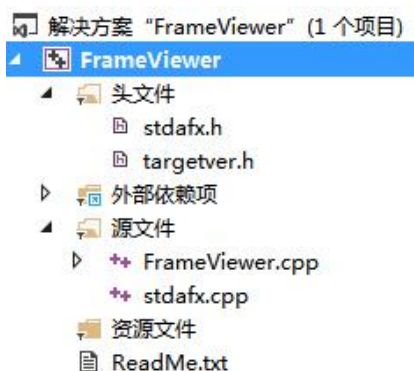 解决方案 “FrameViewer” (1 个项目)
FrameViewer
头文件
stdafx.h
targetver.h
外部依赖项
源文件
FrameViewer.cpp
stdafx.cpp
资源文件
ReadMe.txt